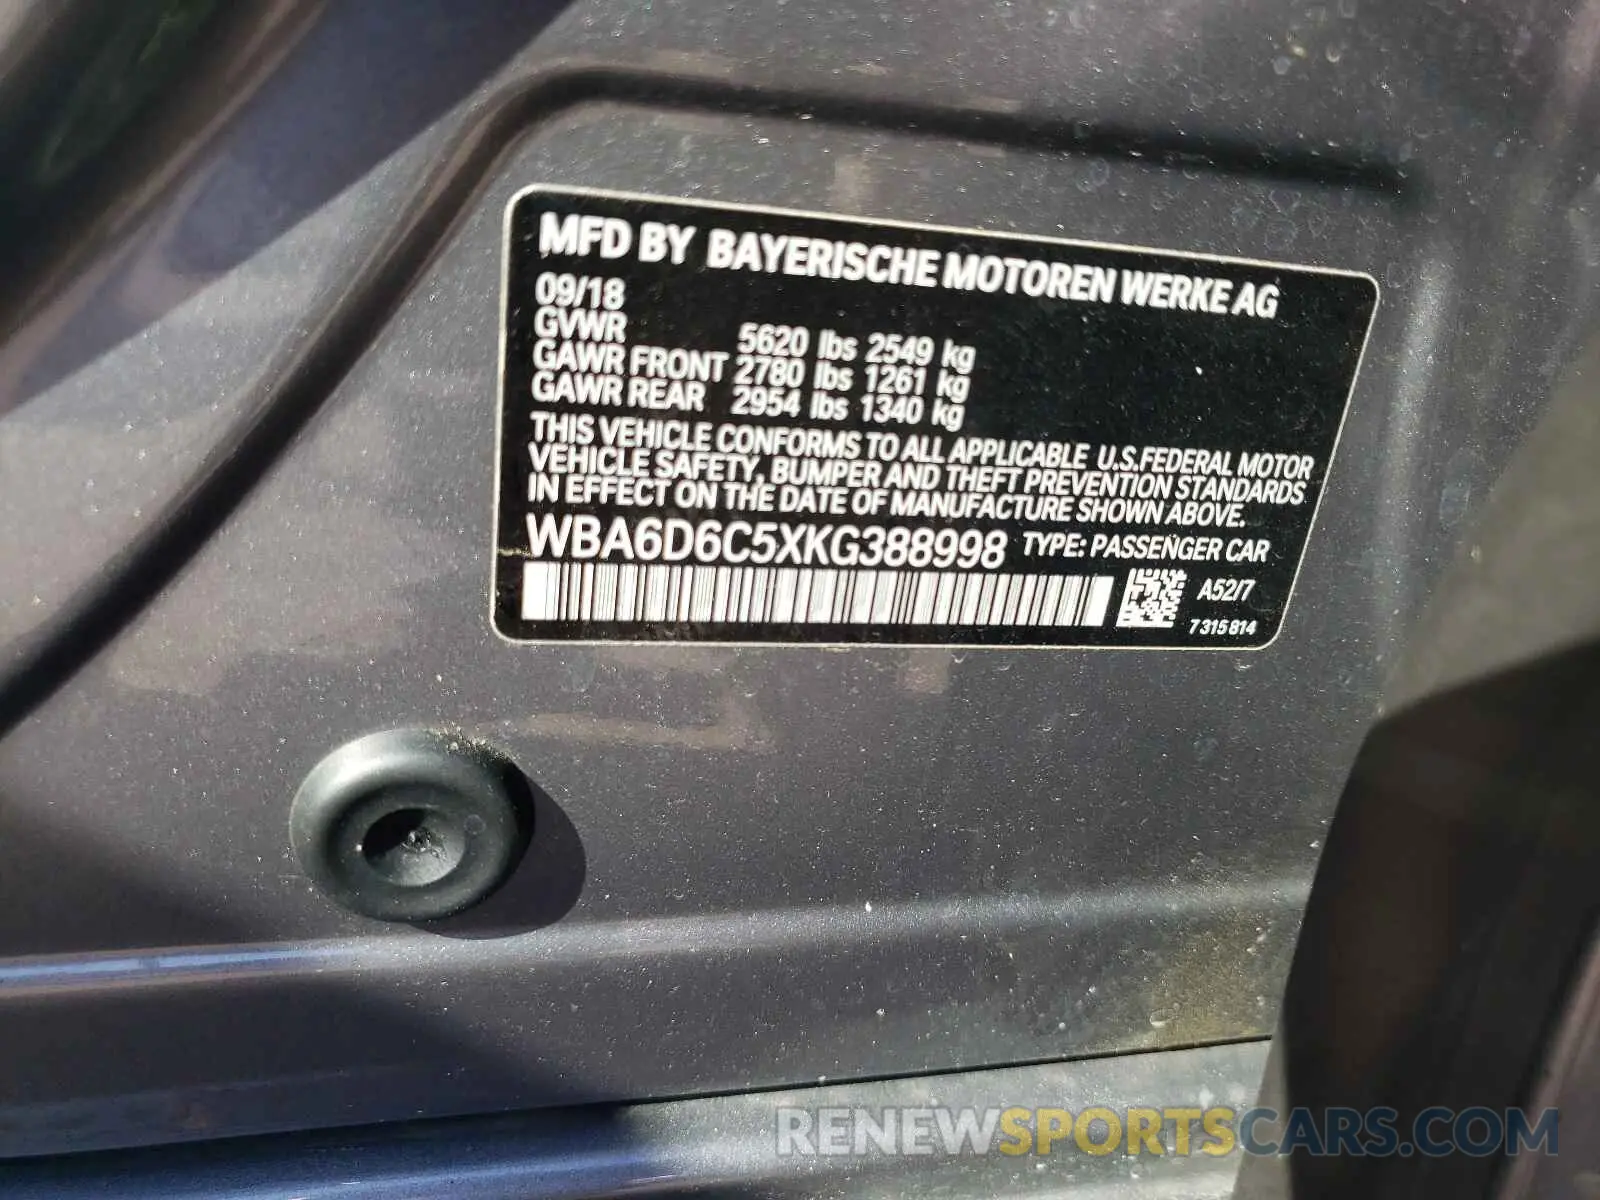 MFD BY BAYERISCHE MOTOREN WERKE AG
09/18
GVWR 5620 lbs 2549 kg
GAWR FRONT 2780 lbs 1261 kg
GAWR REAR 2954 lbs 1340 kg
THIS VEHICLE CONFORMS TO ALL APPLICABLE U.S.FEDERAL MOTOR
VEHICLE SAFETY, BUMPER AND THEFT PREVENTION STANDARDS
IN EFFECT ON THE DATE OF MANUFACTURE SHOWN ABOVE.
WBA6D6C5XKG388998 TYPE: PASSENGER CAR
A52/7
7315814
RENEWSPORTSCARS.COM